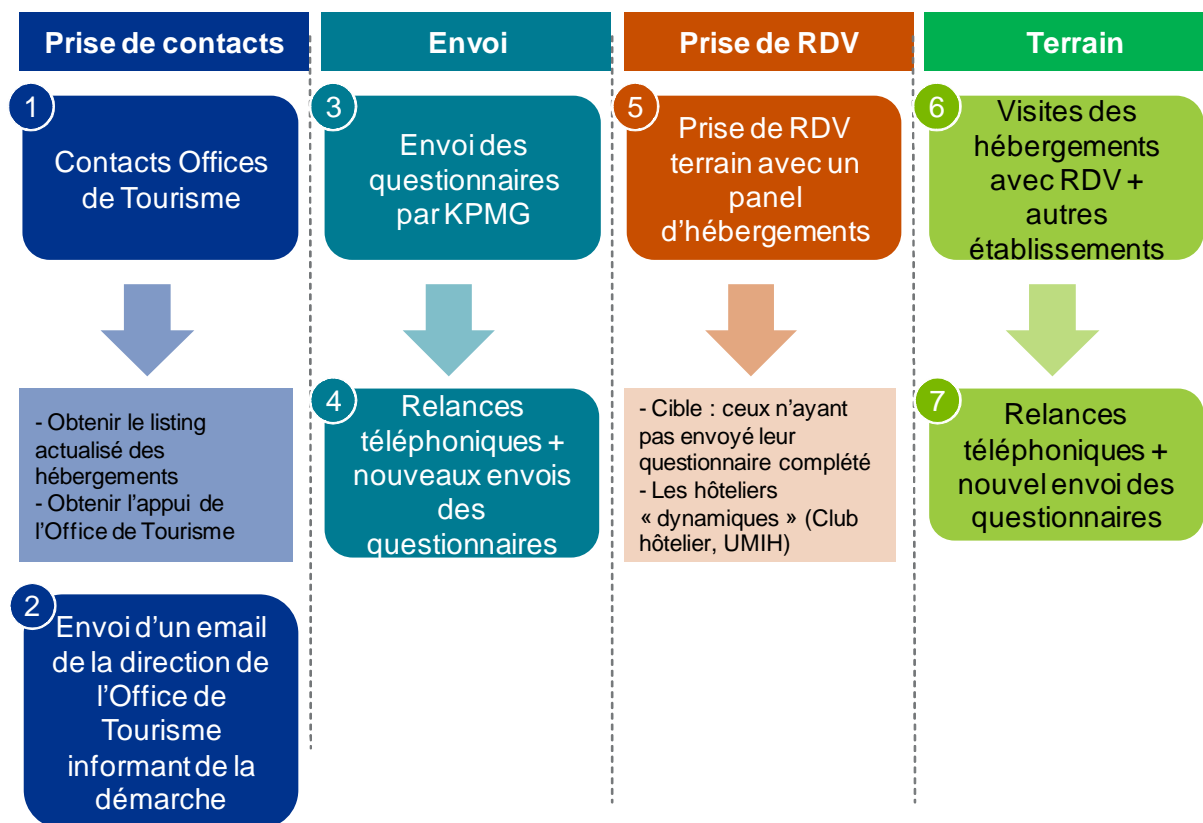 Prise de contacts
1
Contacts Offices
de Tourisme
- Obtenir le listing
actualisé des
hébergements
- Obtenir l'appui de
l'Office de Tourisme
2
Envoi d'un email
de la direction de
l'Office de
Tourisme
informant de la
démarche
Envoi
3
Envoi des
questionnaires
par KPMG
4
Relances
téléphoniques +
nouveaux envois
des
questionnaires
Prise de RDV
5
Prise de RDV
terrain avec un
panel
d'hébergements
- Cible : ceux n'ayant
pas envoyé leur
questionnaire complété
- Les hôteliers
« dynamiques » (Club
hôtelier, UMIH)
Terrain
6
Visites des
hébergements
avec RDV +
autres
établissements
7
Relances
téléphoniques +
nouvel envoi des
questionnaires